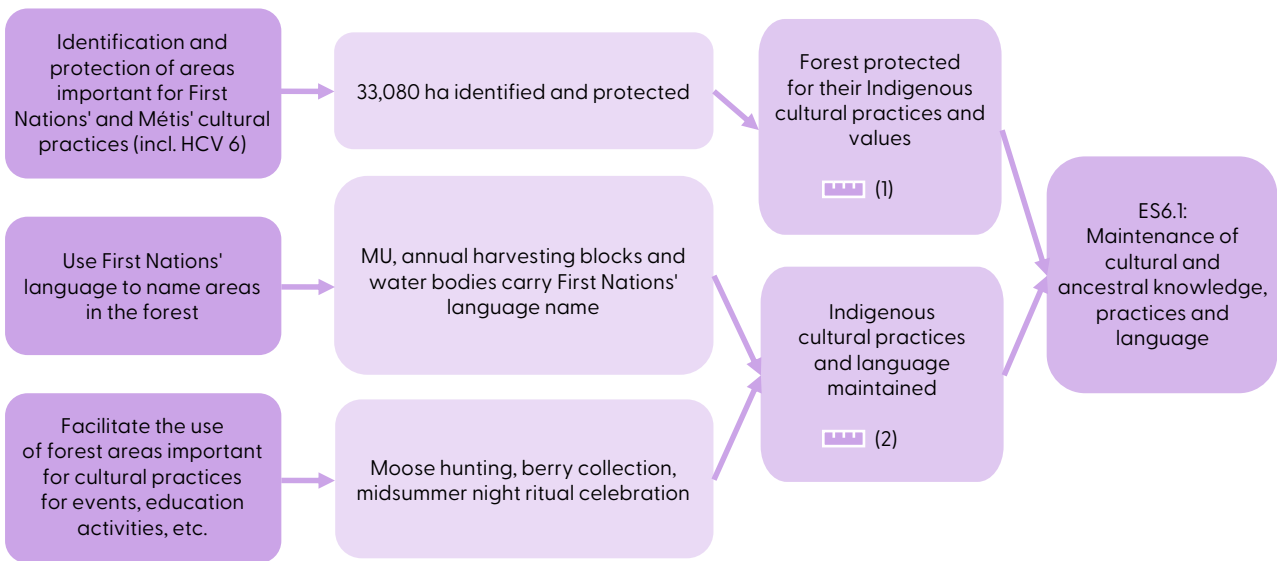 Identification and
protection of areas
important for First
Nations' and Métis' cultural
practices (incl. HCV 6)
33,080 ha identified and protected
Forest protected
for their Indigenous
cultural practices and
values
(1)
Use First Nations'
language to name areas
in the forest
MU, annual harvesting blocks and
water bodies carry First Nations'
language name
Indigenous
cultural practices
and language
maintained
(2)
Facilitate the use
of forest areas important
for cultural practices
for events, education
activities, etc.
Moose hunting, berry collection,
midsummer night ritual celebration
ES6.1:
Maintenance of
cultural and
ancestral knowledge,
practices and
language